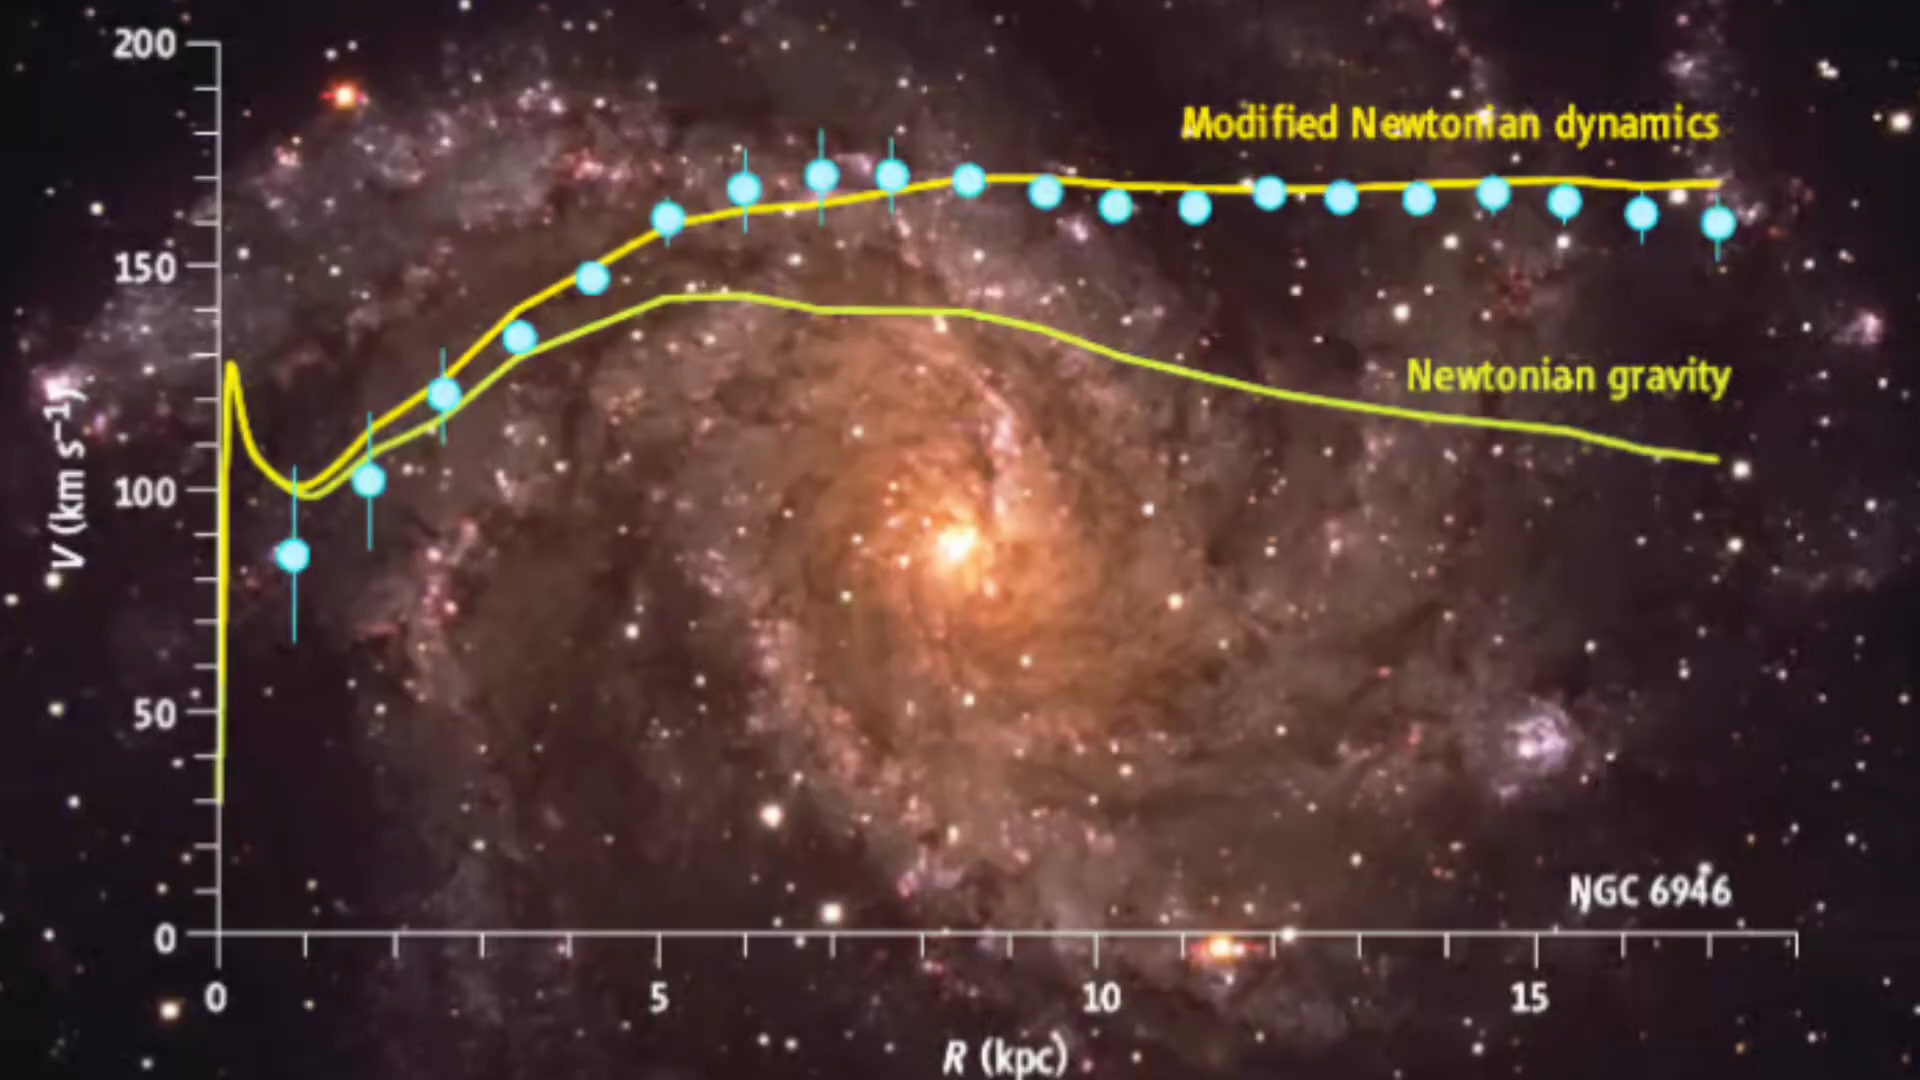 200
Modified Newtonian dynamics
150
Newtonian gravity
V (km s⁻¹)
100
50
NGC 6946
0
0 5 10 15
R (kpc)